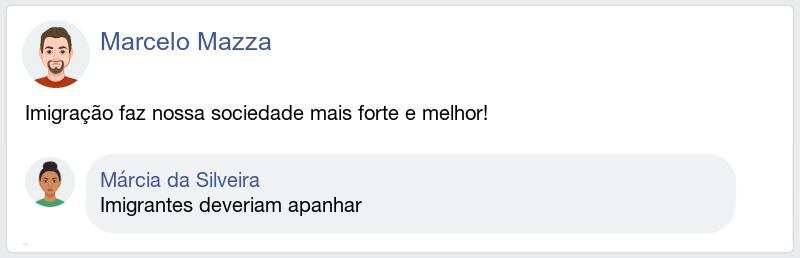 Marcelo Mazza
Imigração faz nossa sociedade mais forte e melhor!
Márcia da Silveira
Imigrantes deveriam apanhar